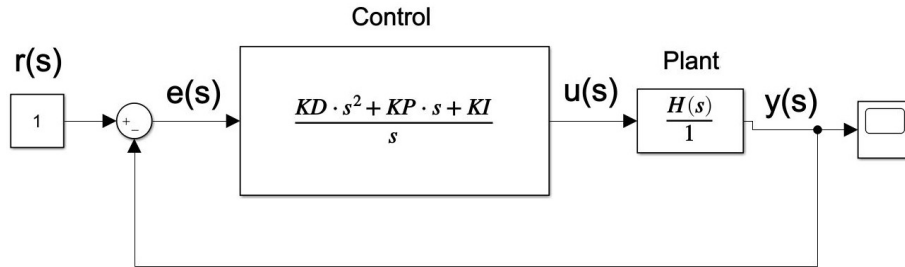 Control
r(s)
Plant
e(s)
u(s)
y(s)
1
+
−
KD · s² + KP · s + KI
s
H(s)
1